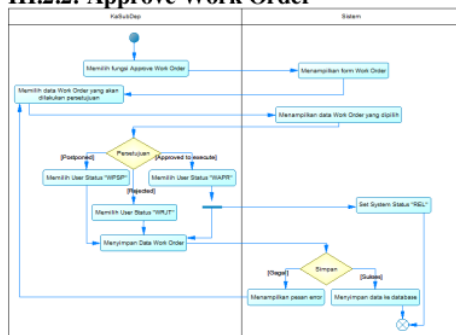 III.2.2. Approve Work Order
KaSubDep
Sistem
Memilih fungsi Approve Work Order
Menampilkan form Work Order
Memilih data Work Order yang akan
dilakukan persetujuan
Menampilkan data Work Order yang dipilih
Persetujuan
[Postponed]
[Approved to execute]
Memilih User Status "WPSP"
Memilih User Status "WAPR"
[Rejected]
Memilih User Status "WRJT"
Set System Status "REL"
Menyimpan Data Work Order
Simpan
[Gagal]
[Sukses]
Menampilkan pesan error
Menyimpan data ke database